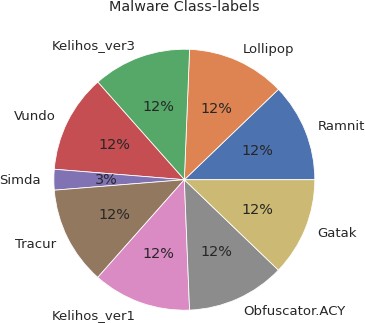 Malware Class-labels
Kelihos_ver3
Lollipop
12%
12%
Vundo
Ramnit
12%
12%
Simda
3%
12%
12%
Tracur
Gatak
12%
12%
Kelihos_ver1
Obfuscator.ACY